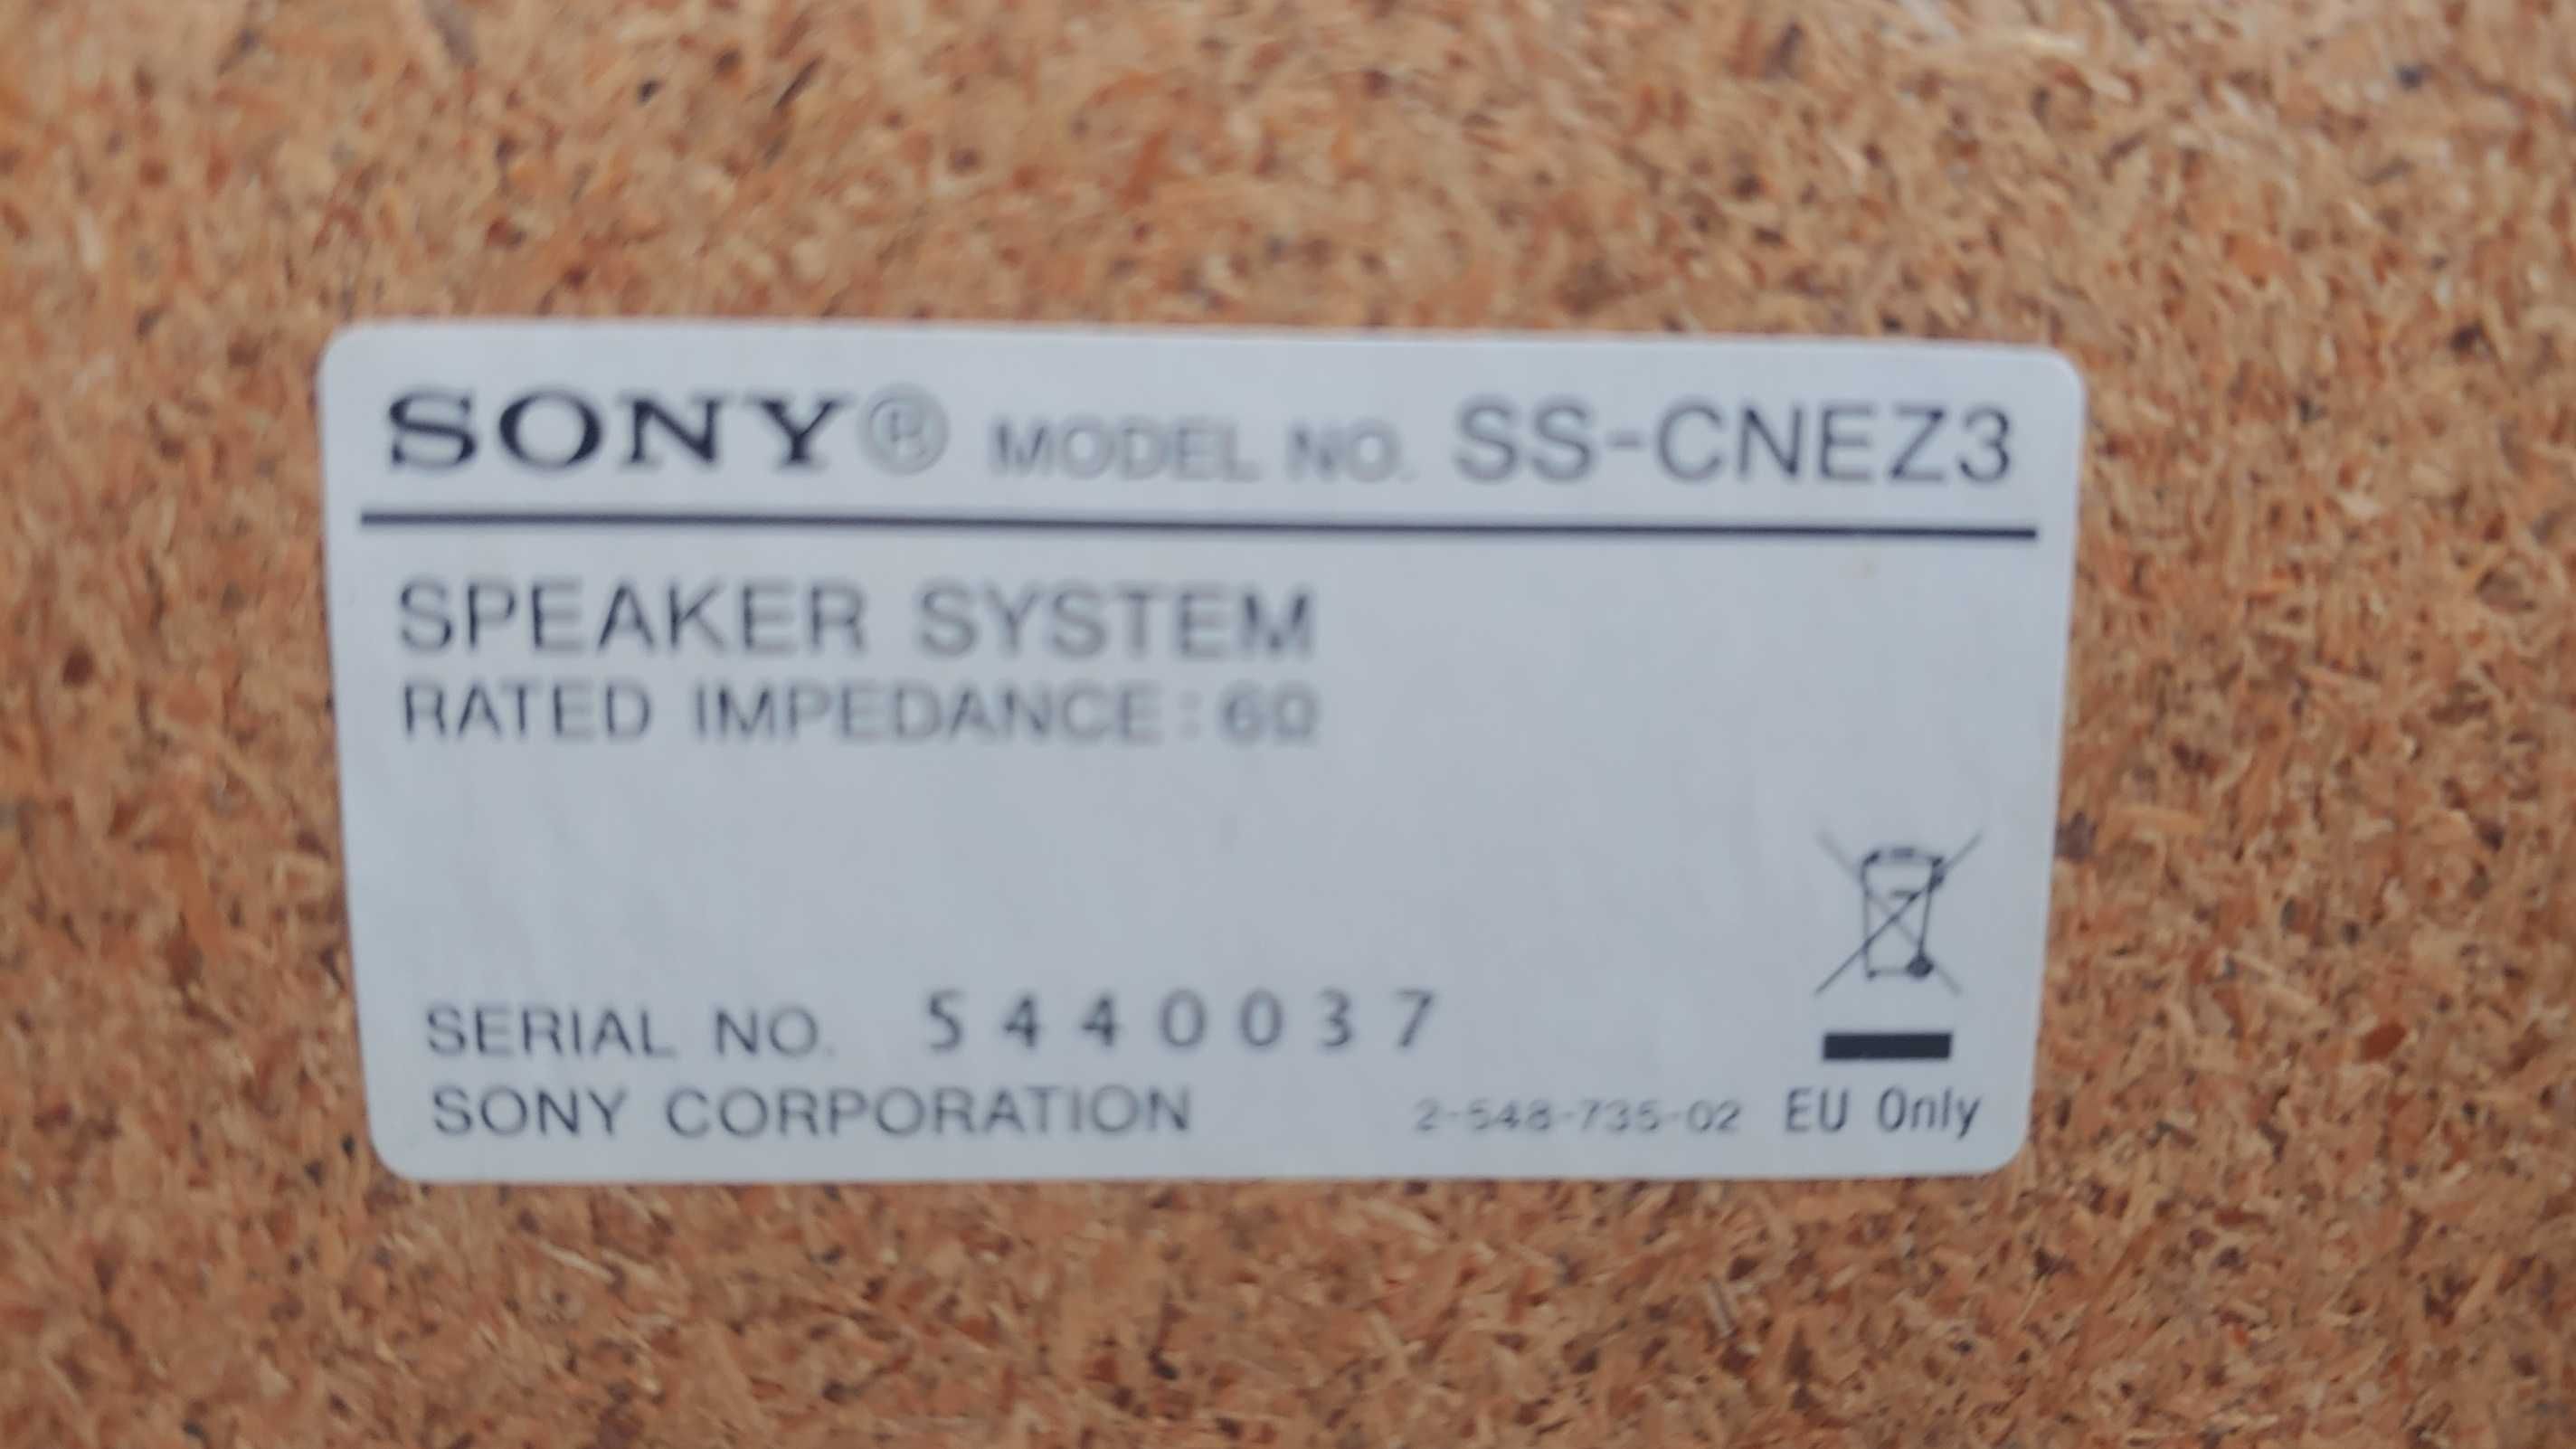 SONY® MODEL NO. SS-CNEZ3
SPEAKER SYSTEM
RATED IMPEDANCE : 6Ω
SERIAL NO. 5440037
SONY CORPORATION 2-548-735-02 EU Only